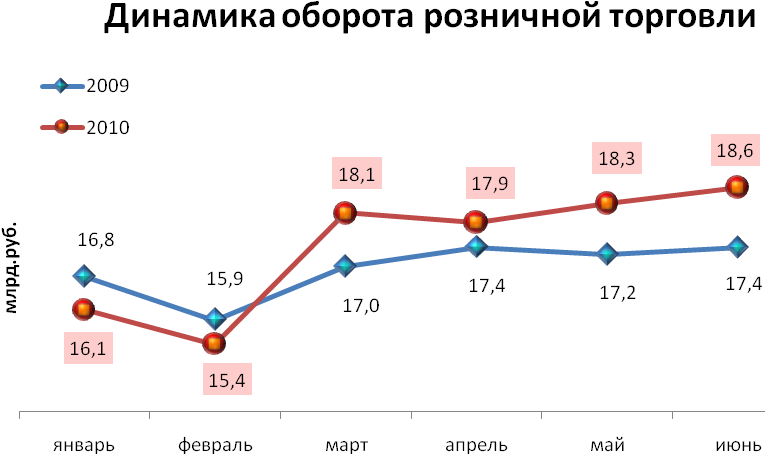 Динамика оборота розничной торговли
2009
2010
млрд.руб.
16,8
15,9
17,0
17,4
17,2
17,4
16,1
15,4
18,1
17,9
18,3
18,6
январь
февраль
март
апрель
май
июнь